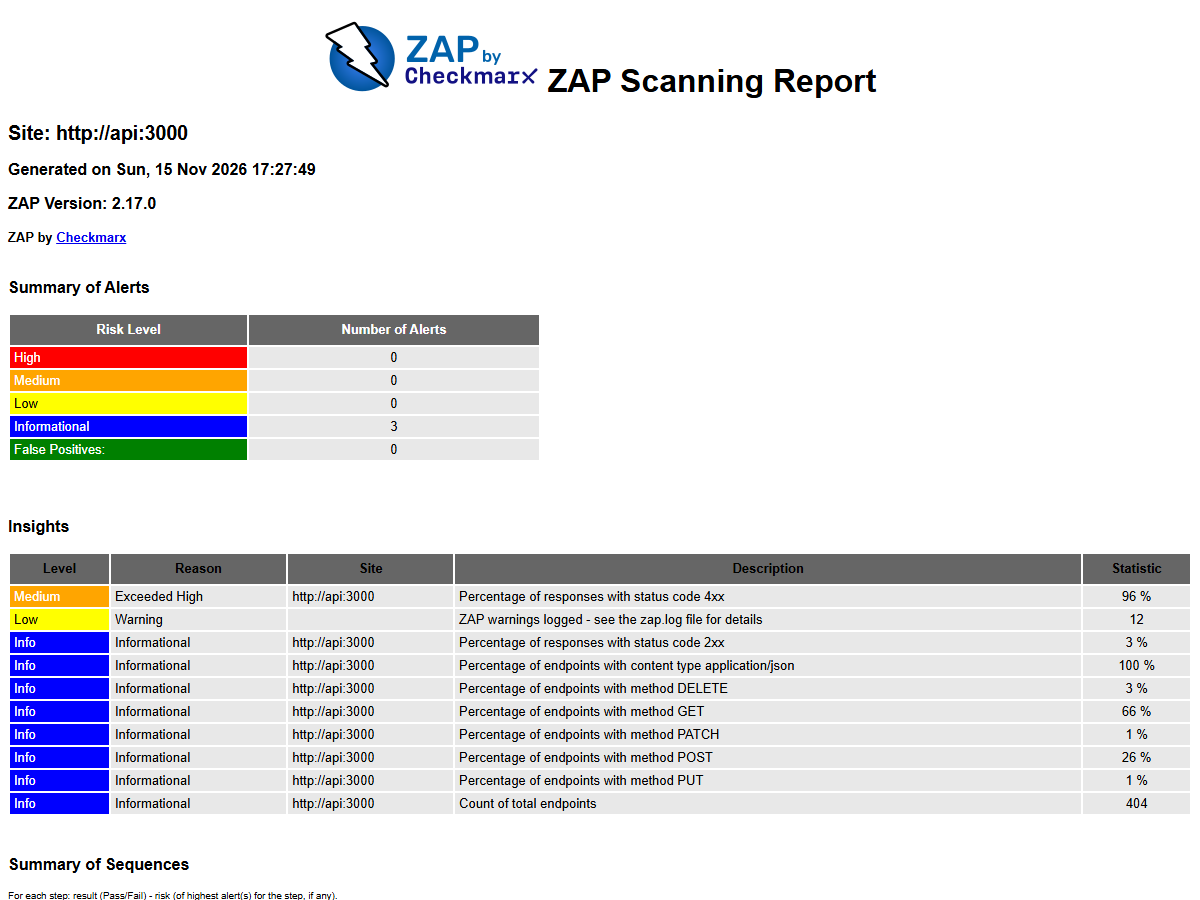 ZAP by
Checkmarx ZAP Scanning Report
Site: http://api:3000
Generated on Sun, 15 Nov 2026 17:27:49
ZAP Version: 2.17.0
ZAP by Checkmarx
Summary of Alerts
Risk Level Number of Alerts
High 0
Medium 0
Low 0
Informational 3
False Positives: 0
Insights
Level Reason Site Description Statistic
Medium Exceeded High http://api:3000 Percentage of responses with status code 4xx 96 %
Low Warning ZAP warnings logged - see the zap.log file for details 12
Info Informational http://api:3000 Percentage of responses with status code 2xx 3 %
Info Informational http://api:3000 Percentage of endpoints with content type application/json 100 %
Info Informational http://api:3000 Percentage of endpoints with method DELETE 3 %
Info Informational http://api:3000 Percentage of endpoints with method GET 66 %
Info Informational http://api:3000 Percentage of endpoints with method PATCH 1 %
Info Informational http://api:3000 Percentage of endpoints with method POST 26 %
Info Informational http://api:3000 Percentage of endpoints with method PUT 1 %
Info Informational http://api:3000 Count of total endpoints 404
Summary of Sequences
For each step: result (Pass/Fail) - risk (of highest alert(s) for the step, if any).